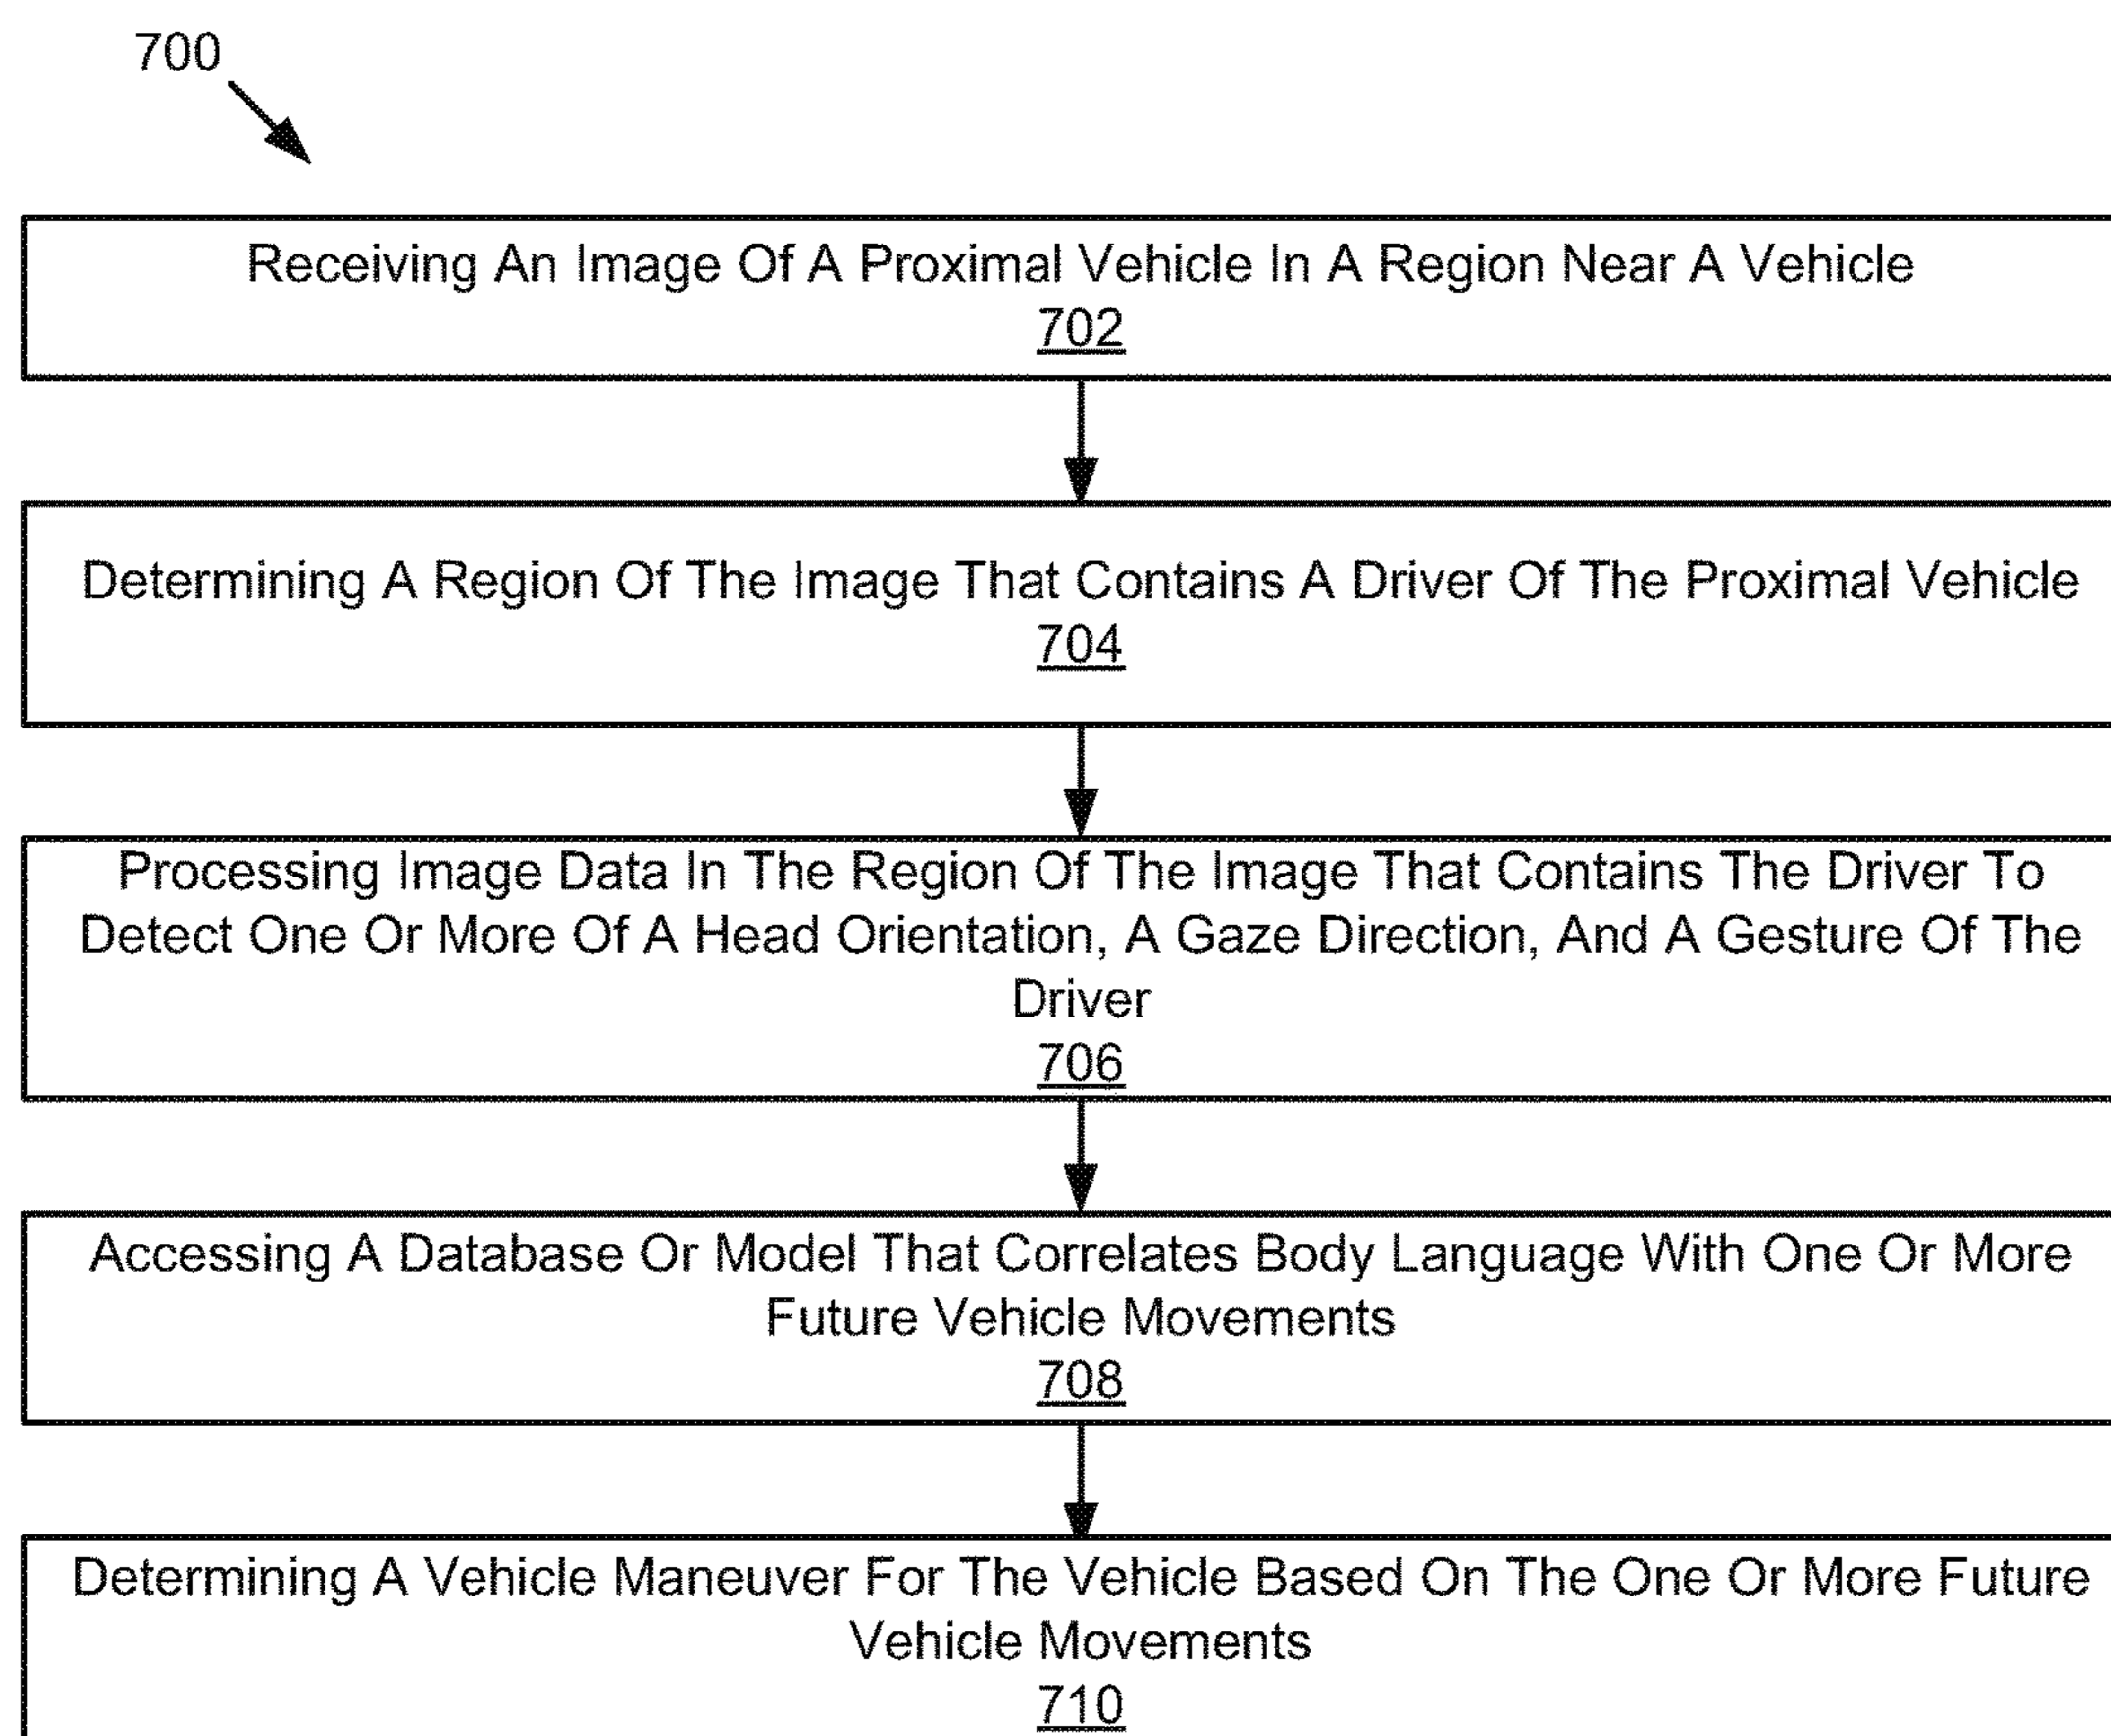 700
Receiving An Image Of A Proximal Vehicle In A Region Near A Vehicle
702
Determining A Region Of The Image That Contains A Driver Of The Proximal Vehicle
704
Processing Image Data In The Region Of The Image That Contains The Driver To
Detect One Or More Of A Head Orientation, A Gaze Direction, And A Gesture Of The
Driver
706
Accessing A Database Or Model That Correlates Body Language With One Or More
Future Vehicle Movements
708
Determining A Vehicle Maneuver For The Vehicle Based On The One Or More Future
Vehicle Movements
710